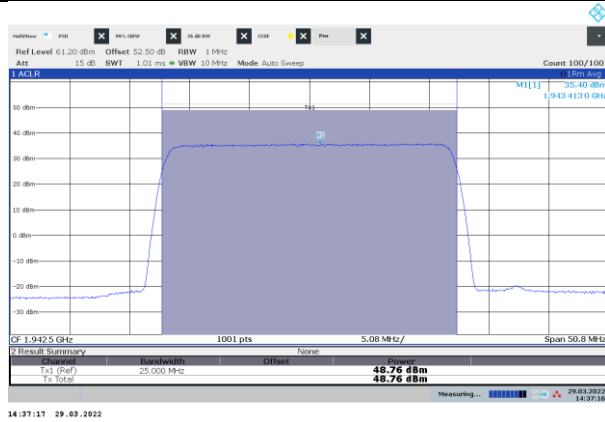 MultiView PSD 99% OBW 26 dB BW CCDF Pwr
Ref Level 61.20 dBm Offset 52.50 dB RBW 1 MHz
Att 15 dB SWT 1.01 ms VBW 10 MHz Mode Auto Sweep Count 100/100
1 ACLR 1Rm Avg
M1[1] 35.40 dBm
1.943 413 0 GHz
50 dBm
Tx1
40 dBm
M1
30 dBm
20 dBm
10 dBm
0 dBm
-10 dBm
-20 dBm
-30 dBm
CF 1.9425 GHz 1001 pts 5.08 MHz/ Span 50.8 MHz
2 Result Summary None
Channel Bandwidth Offset Power
Tx1 (Ref) 25.000 MHz 48.76 dBm
Tx Total 48.76 dBm
Measuring... 29.03.2022
14:37:16
14:37:17 29.03.2022